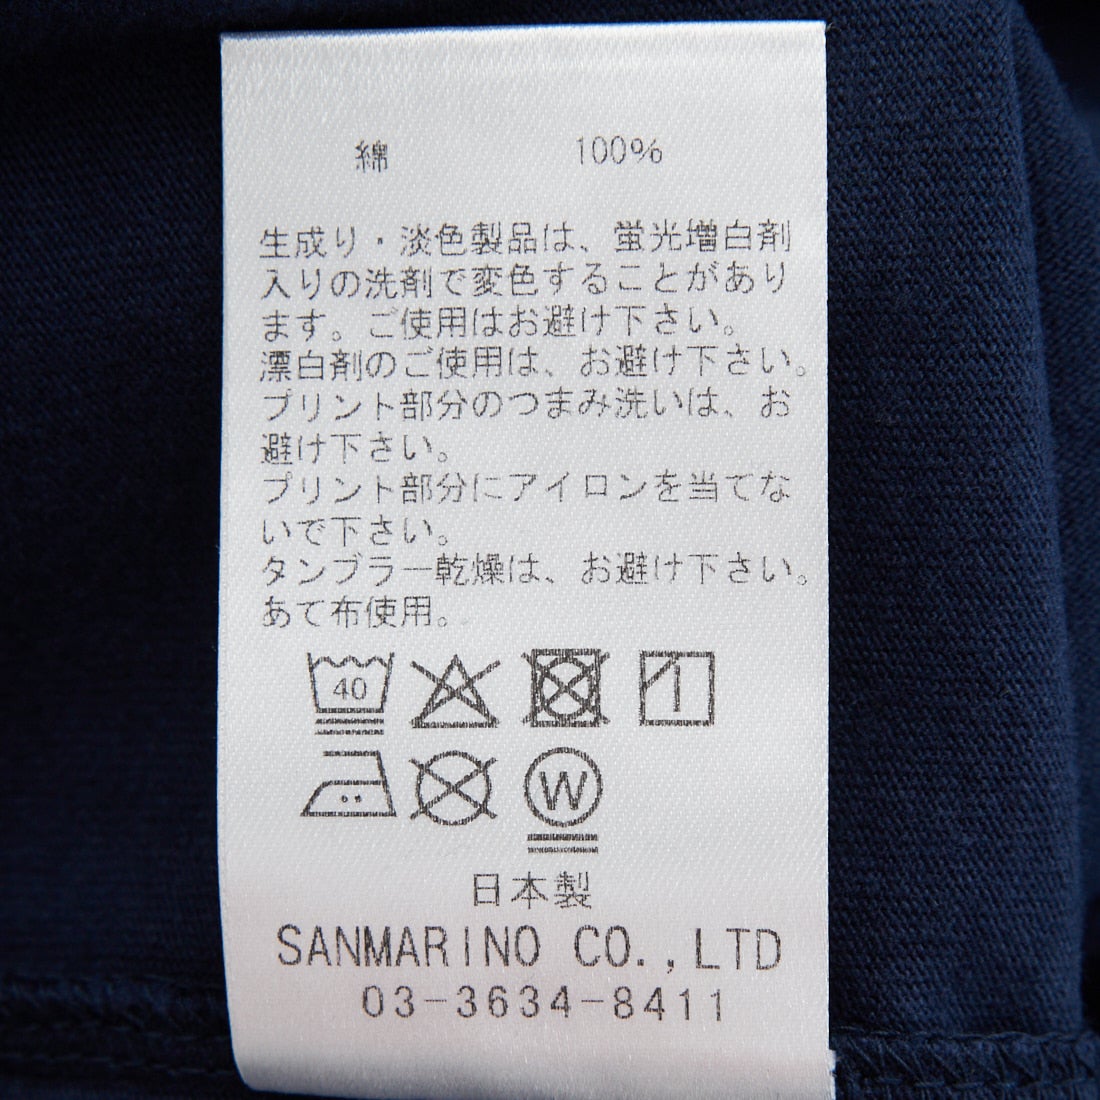 綿 100%
生成り・淡色製品は、蛍光増白剤
入りの洗剤で変色することがあり
ます。ご使用はお避け下さい。
漂白剤のご使用は、お避け下さい。
プリント部分のつまみ洗いは、お
避け下さい。
プリント部分にアイロンを当てな
いで下さい。
タンブラー乾燥は、お避け下さい。
あて布使用。
40
W
日本製
SANMARINO CO.,LTD
03-3634-8411